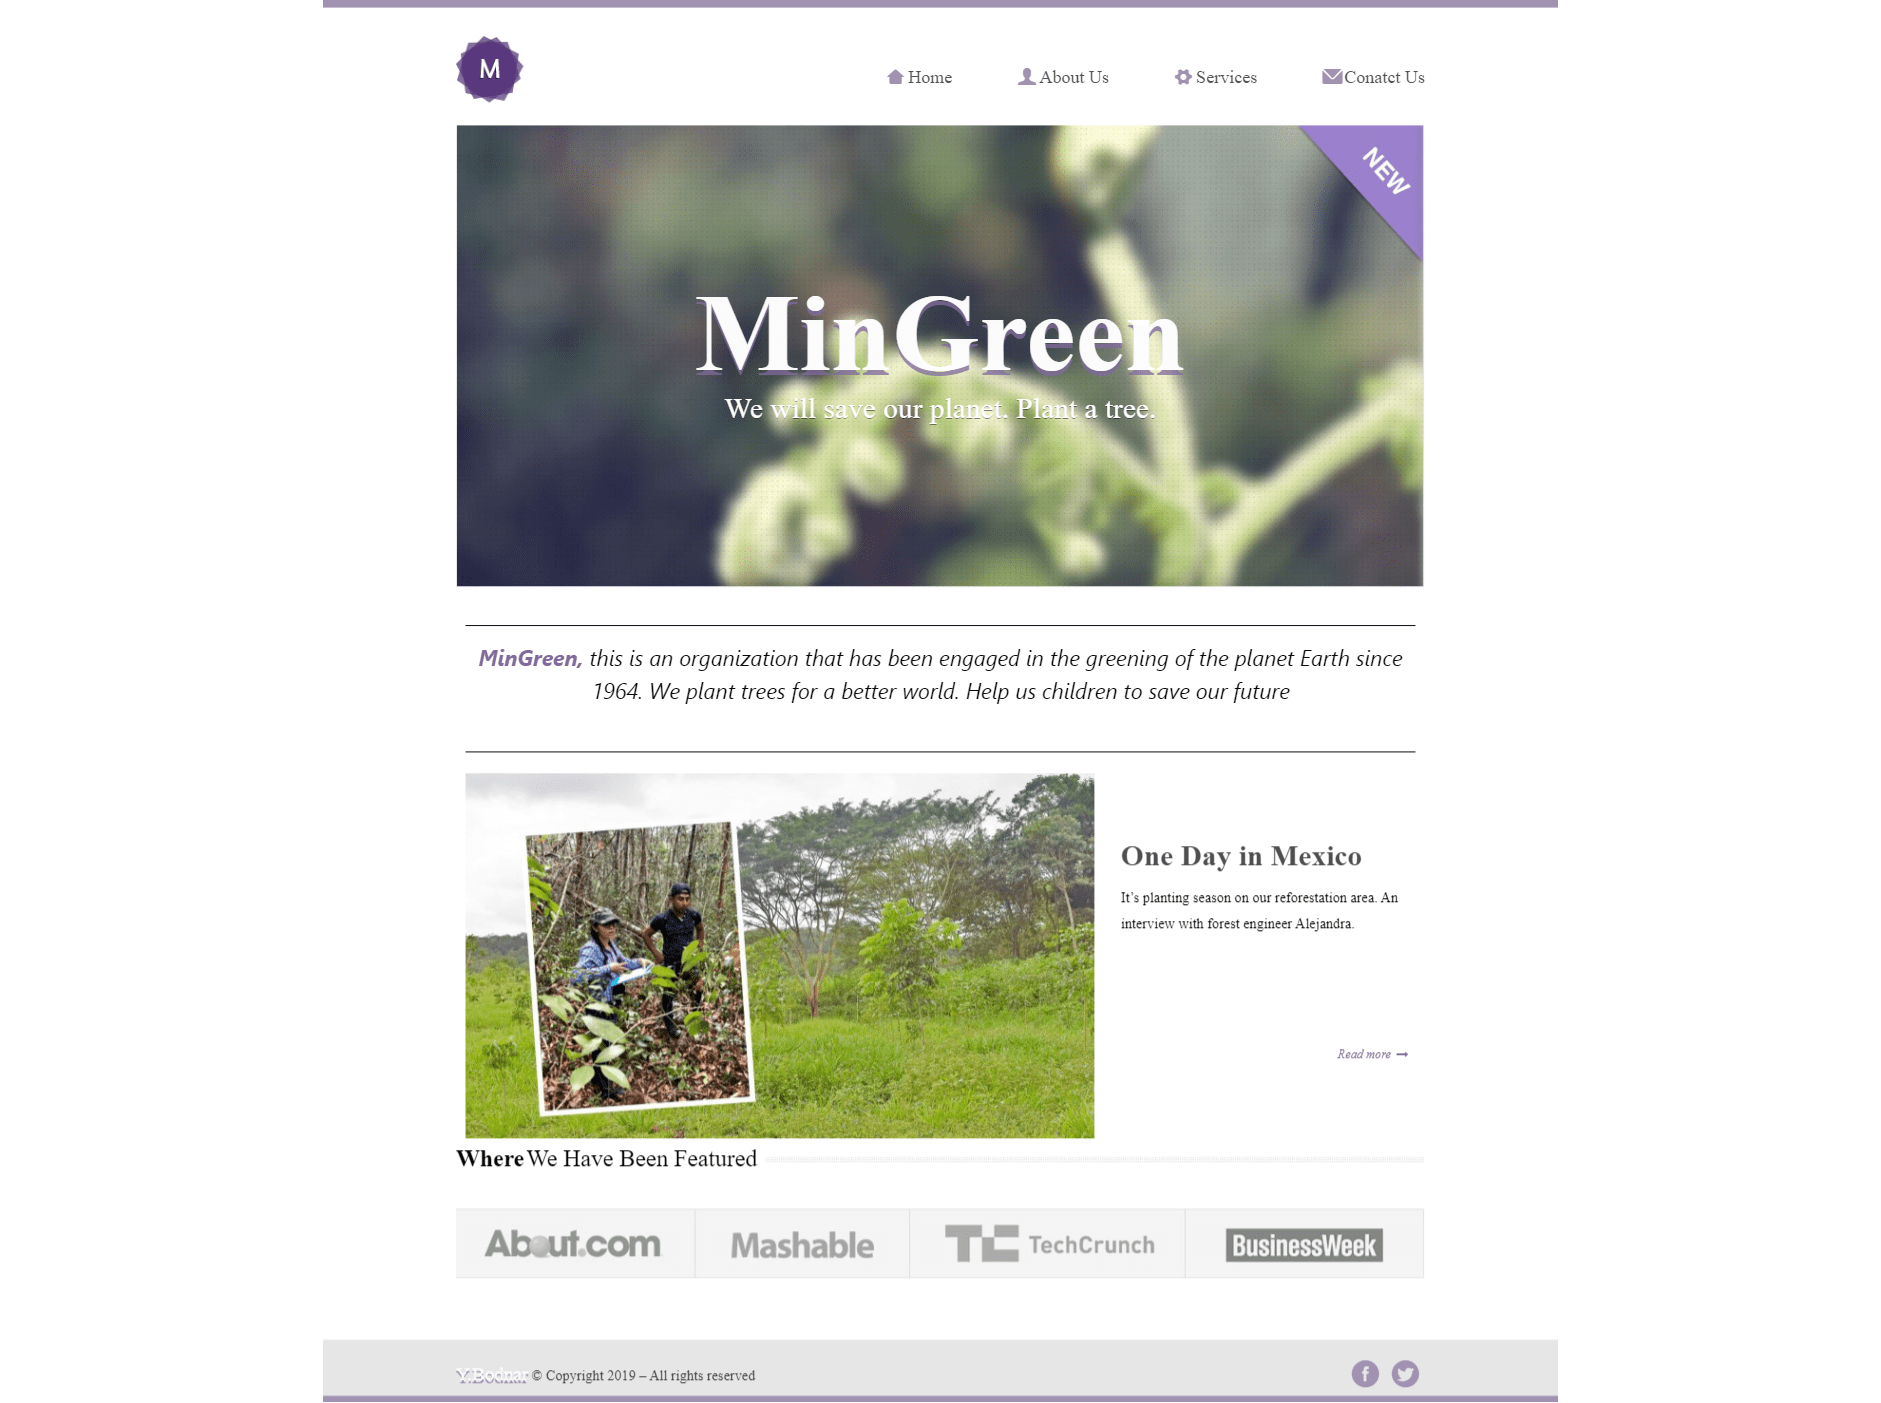 M
Home
About Us
Services
Conatct Us
NEW
MinGreen
We will save our planet. Plant a tree.
MinGreen, this is an organization that has been engaged in the greening of the planet Earth since
1964. We plant trees for a better world. Help us children to save our future
One Day in Mexico
It's planting season on our reforestation area. An
interview with forest engineer Alejandra.
Read more
Where We Have Been Featured
About.com
Mashable
TC TechCrunch
BusinessWeek
Y.Bodnar © Copyright 2019 – All rights reserved